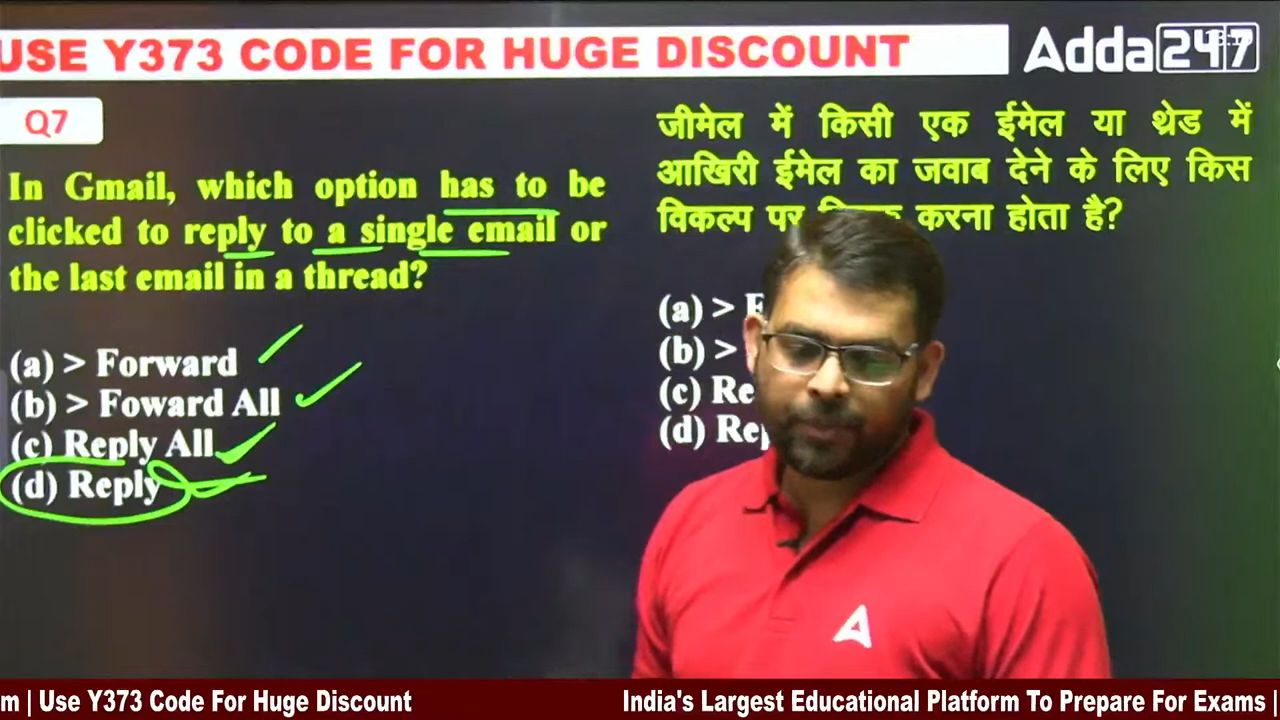 USE Y373 CODE FOR HUGE DISCOUNT
Adda247
Q7
In Gmail, which option has to be
clicked to reply to a single email or
the last email in a thread?
(a) > Forward
(b) > Foward All
(c) Reply All
(d) Reply
जीमेल में किसी एक ईमेल या थ्रेड में
आखिरी ईमेल का जवाब देने के लिए किस
विकल्प पर करना होता है?
(a) >
(b) >
(c)
(d)
m | Use Y373 Code For Huge Discount
India's Largest Educational Platform To Prepare For Exams |